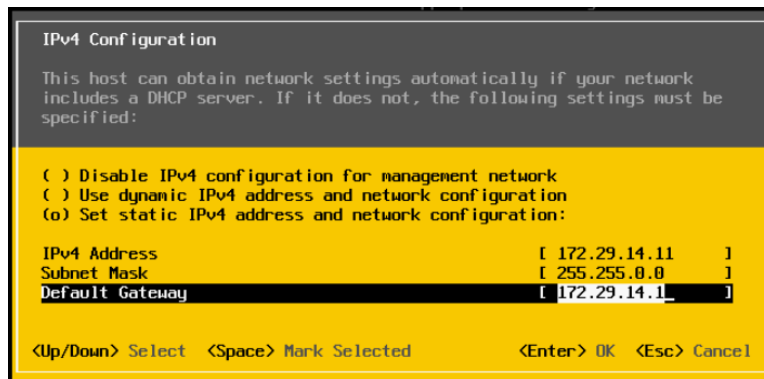 IPv4 Configuration
This host can obtain network settings automatically if your network
includes a DHCP server. If it does not, the following settings must be
specified:
( ) Disable IPv4 configuration for management network
( ) Use dynamic IPv4 address and network configuration
(o) Set static IPv4 address and network configuration:
IPv4 Address [ 172.29.14.11 ]
Subnet Mask [ 255.255.0.0 ]
Default Gateway [ 172.29.14.1_ ]
<Up/Down> Select <Space> Mark Selected <Enter> OK <Esc> Cancel